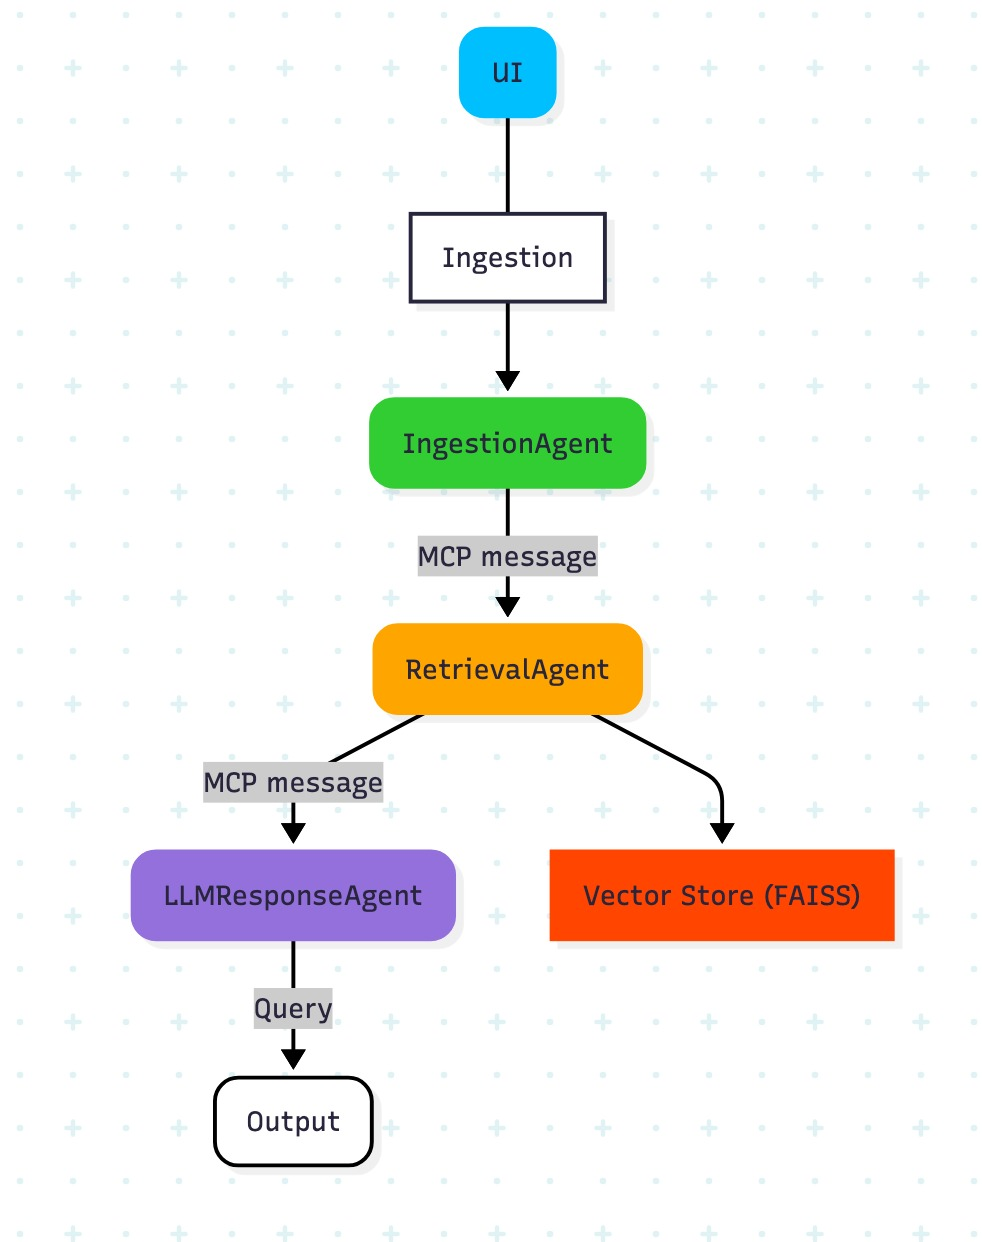 UI
Ingestion
IngestionAgent
MCP message
RetrievalAgent
MCP message
LLMResponseAgent
Vector Store (FAISS)
Query
Output